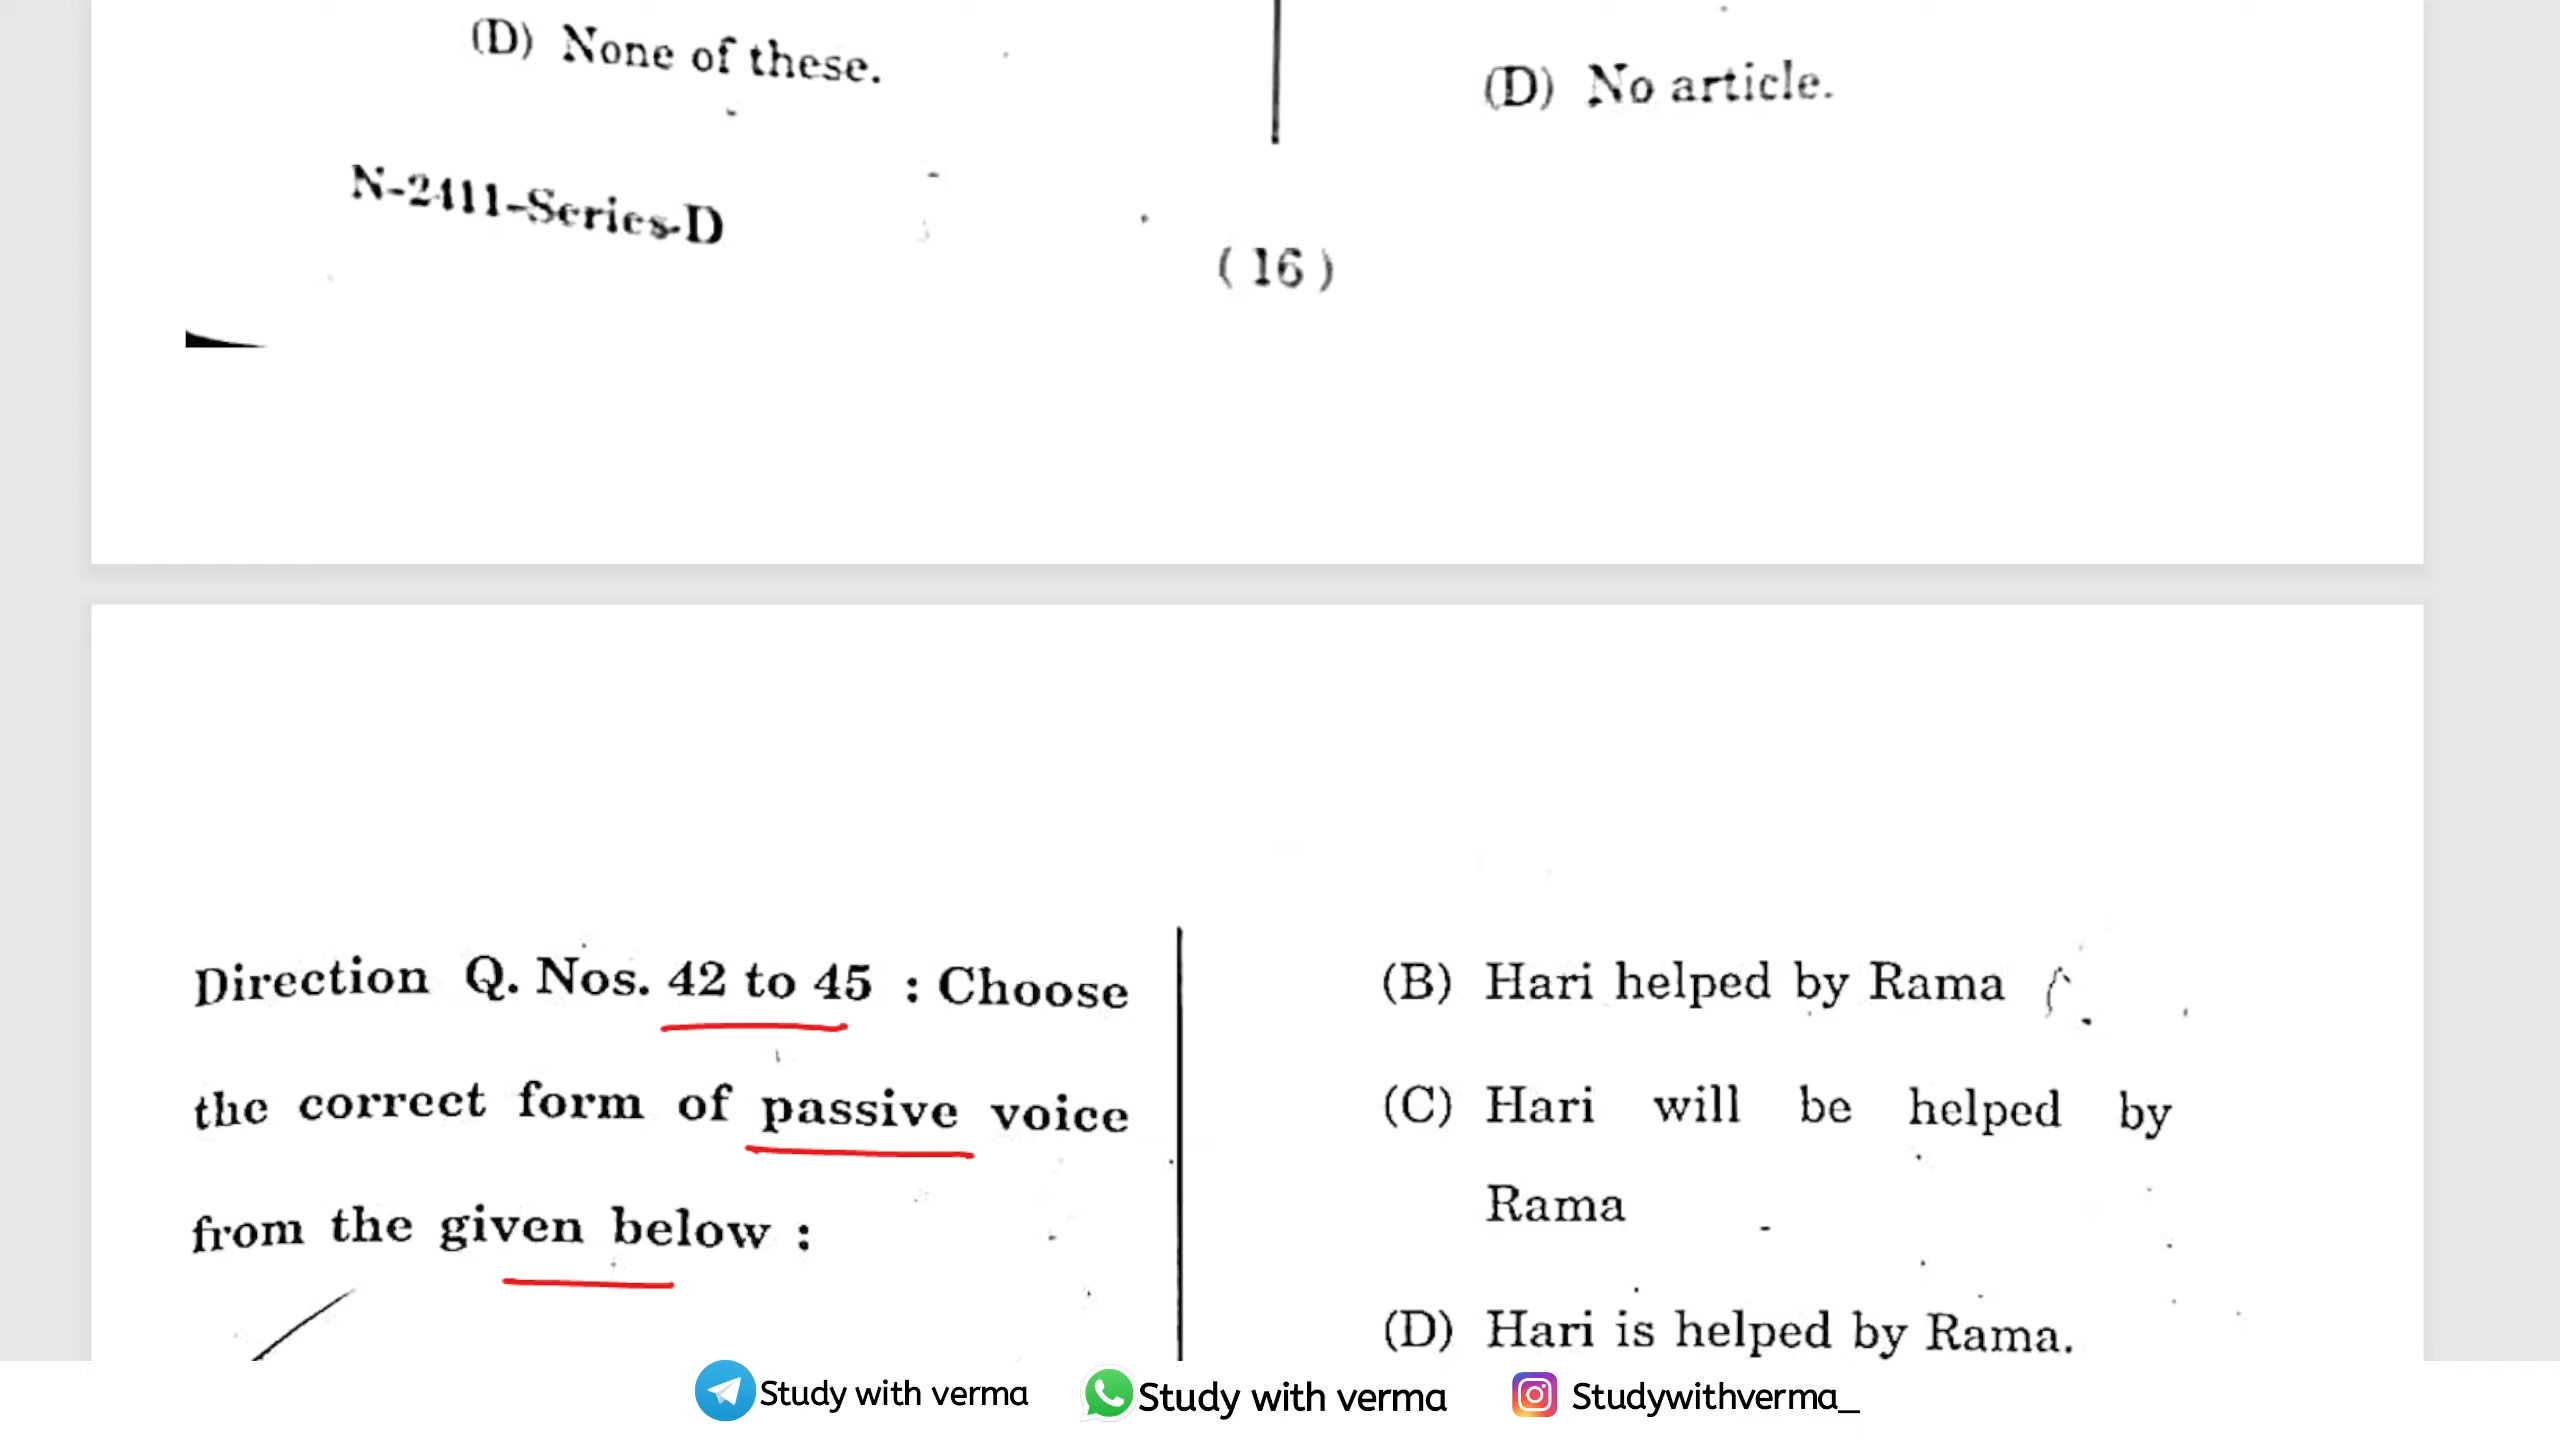 (D) None of these.
(D) No article.
N-2411-Series-D
( 16 )
Direction Q. Nos. 42 to 45 : Choose
the correct form of passive voice
from the given below :
(B) Hari helped by Rama
(C) Hari will be helped by
Rama
(D) Hari is helped by Rama.
Study with verma
Study with verma
Studywithverma_